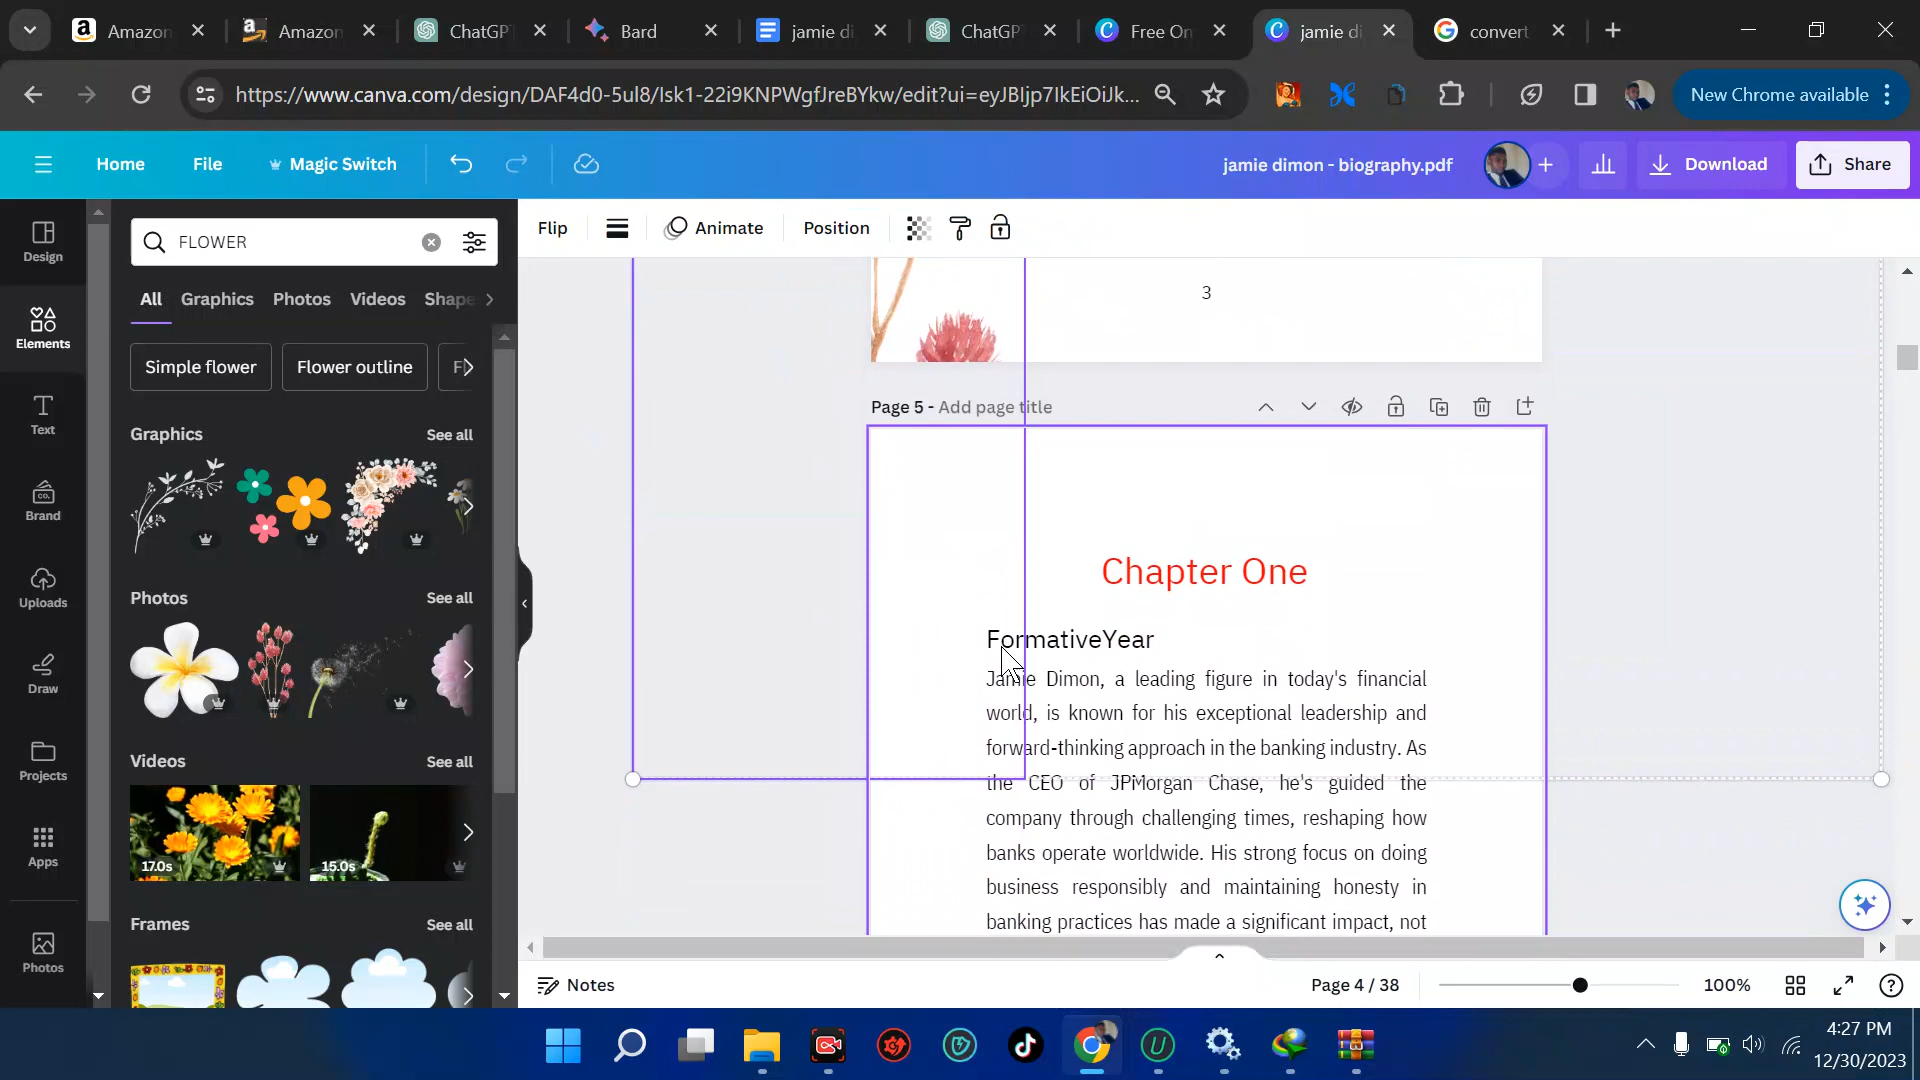 Amazon
Amazon
ChatGP
Bard
jamie di
ChatGP
Free On
jamie di
convert
https://www.canva.com/design/DAF4d0-5ul8/Isk1-22i9KNPWgfJreBYkw/edit?ui=eyJBIjp7IkEiOiJk...
New Chrome available
Home
File
Magic Switch
jamie dimon - biography.pdf
Download
Share
Design
Elements
Text
Brand
Uploads
Draw
Projects
Apps
Photos
FLOWER
All
Graphics
Photos
Videos
Shape
Simple flower
Flower outline
F
Graphics
See all
Photos
See all
Videos
See all
17.0s
15.0s
Frames
See all
Flip
Animate
Position
3
Page 5 - Add page title
Chapter One
FormativeYear
Jamie Dimon, a leading figure in today's financial
world, is known for his exceptional leadership and
forward-thinking approach in the banking industry. As
the CEO of JPMorgan Chase, he's guided the
company through challenging times, reshaping how
banks operate worldwide. His strong focus on doing
business responsibly and maintaining honesty in
banking practices has made a significant impact, not
Notes
Page 4 / 38
100%
4:27 PM
12/30/2023